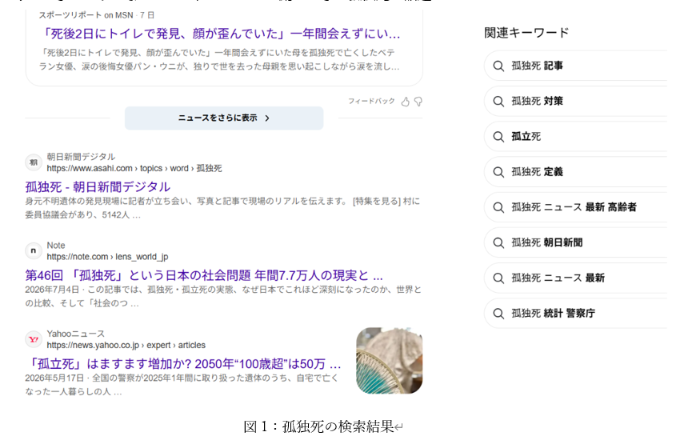 スポーツリポート on MSN · 7 日
「死後2日にトイレで発見、顔が歪んでいた」一年間会えずにい…
「死後2日にトイレで発見、顔が歪んでいた」一年間会えずにいた母を孤独死で亡くしたベテ
ラン女優、涙の後悔女優パン・ウニが、独りで世を去った母親を思い起こしながら涙を流し…
フィードバック
ニュースをさらに表示
朝日新聞デジタル
https://www.asahi.com › topics › word › 孤独死
孤独死 - 朝日新聞デジタル
身元不明遺体の発見現場に記者が立ち会い、写真と記事で現場のリアルを伝えます。 [特集を見る] 村に
委員協議会があり、5142人 …
Note
https://note.com › lens_world_jp
第46回 「孤独死」という日本の社会問題 年間7.7万人の現実と ...
2026年7月4日 · この記事では、孤独死・孤立死の実態、なぜ日本でこれほど深刻になったのか、世界と
の比較、そして「社会のつ …
Yahooニュース
https://news.yahoo.co.jp › expert › articles
「孤立死」はますます増加か? 2050年“100歳超”は50万 ...
2026年5月17日 · 全国の警察が2025年1年間に取り扱った遺体のうち、自宅で亡く
なった一人暮らしの人 …
関連キーワード
孤独死 記事
孤独死 対策
孤立死
孤独死 定義
孤独死 ニュース 最新 高齢者
孤独死 朝日新聞
孤独死 ニュース 最新
孤独死 統計 警察庁
図 1：孤独死の検索結果↵